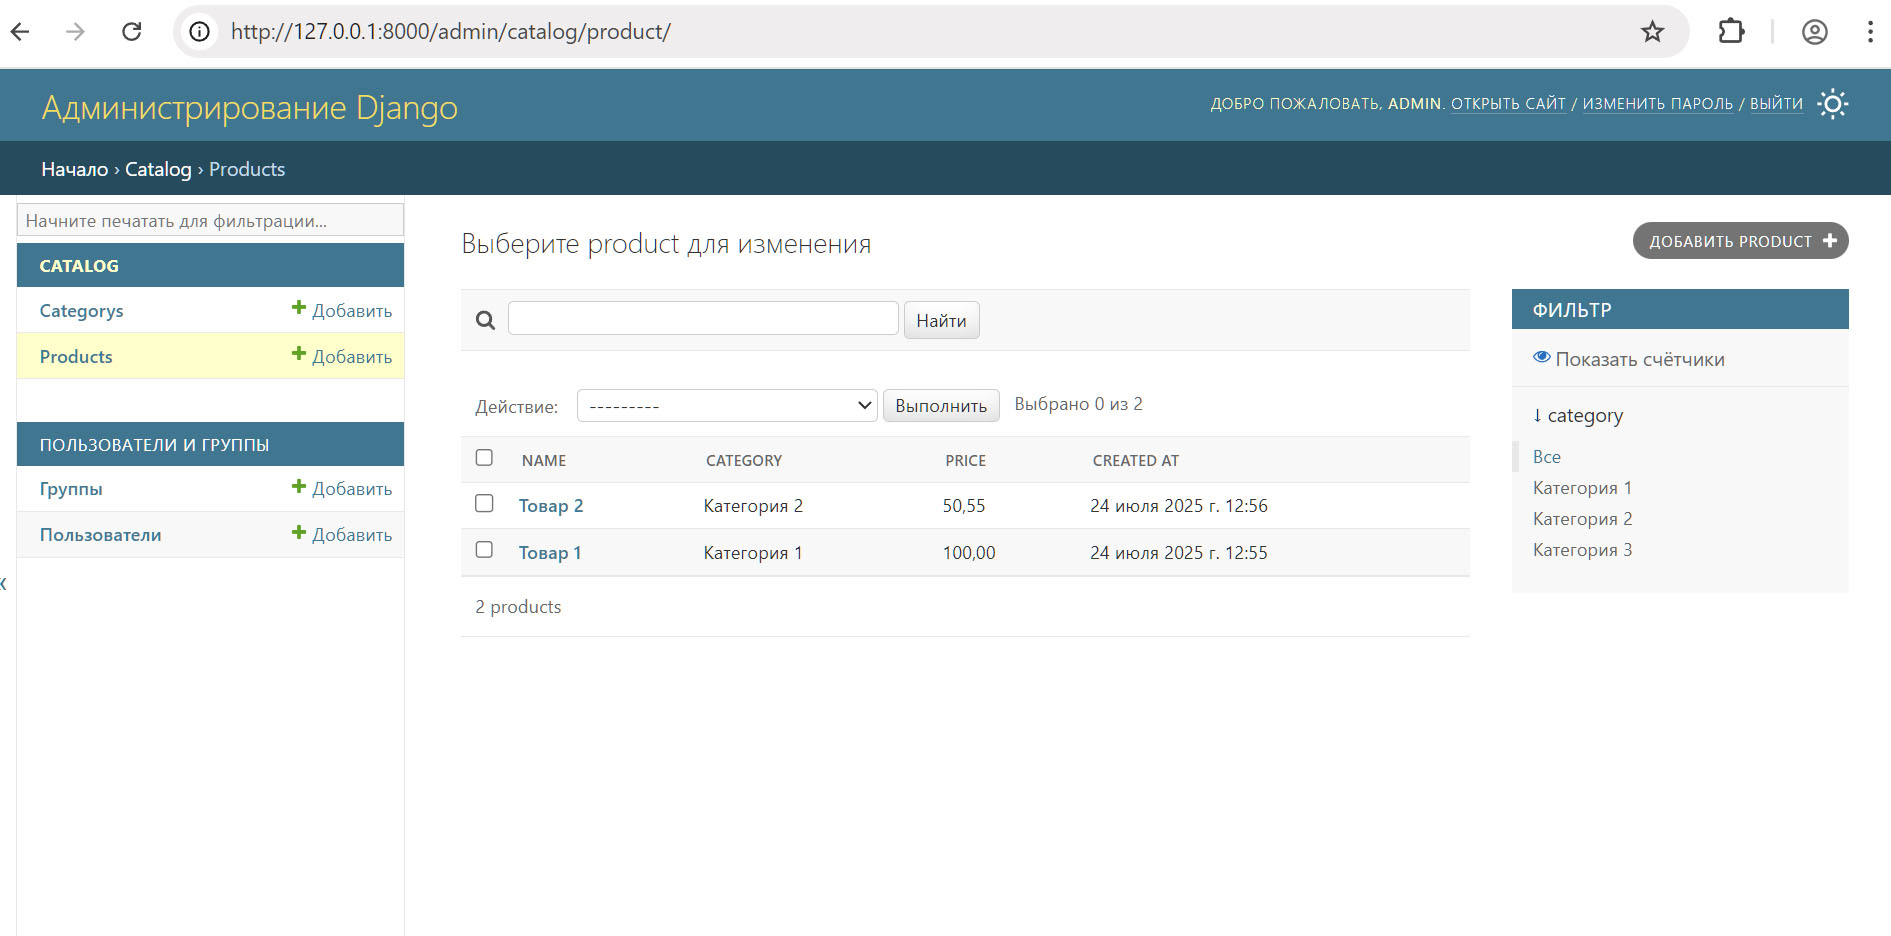 http://127.0.0.1:8000/admin/catalog/product/
Администрирование Django
ДОБРО ПОЖАЛОВАТЬ, ADMIN. ОТКРЫТЬ САЙТ / ИЗМЕНИТЬ ПАРОЛЬ / ВЫЙТИ
Начало › Catalog › Products
Начните печатать для фильтрации...
CATALOG
Categorys Добавить
Products Добавить
ПОЛЬЗОВАТЕЛИ И ГРУППЫ
Группы Добавить
Пользователи Добавить
Выберите product для изменения
ДОБАВИТЬ PRODUCT
Найти
Действие: --------- Выполнить Выбрано 0 из 2
NAME CATEGORY PRICE CREATED AT
Товар 2 Категория 2 50,55 24 июля 2025 г. 12:56
Товар 1 Категория 1 100,00 24 июля 2025 г. 12:55
2 products
ФИЛЬТР
Показать счётчики
↓ category
Все
Категория 1
Категория 2
Категория 3